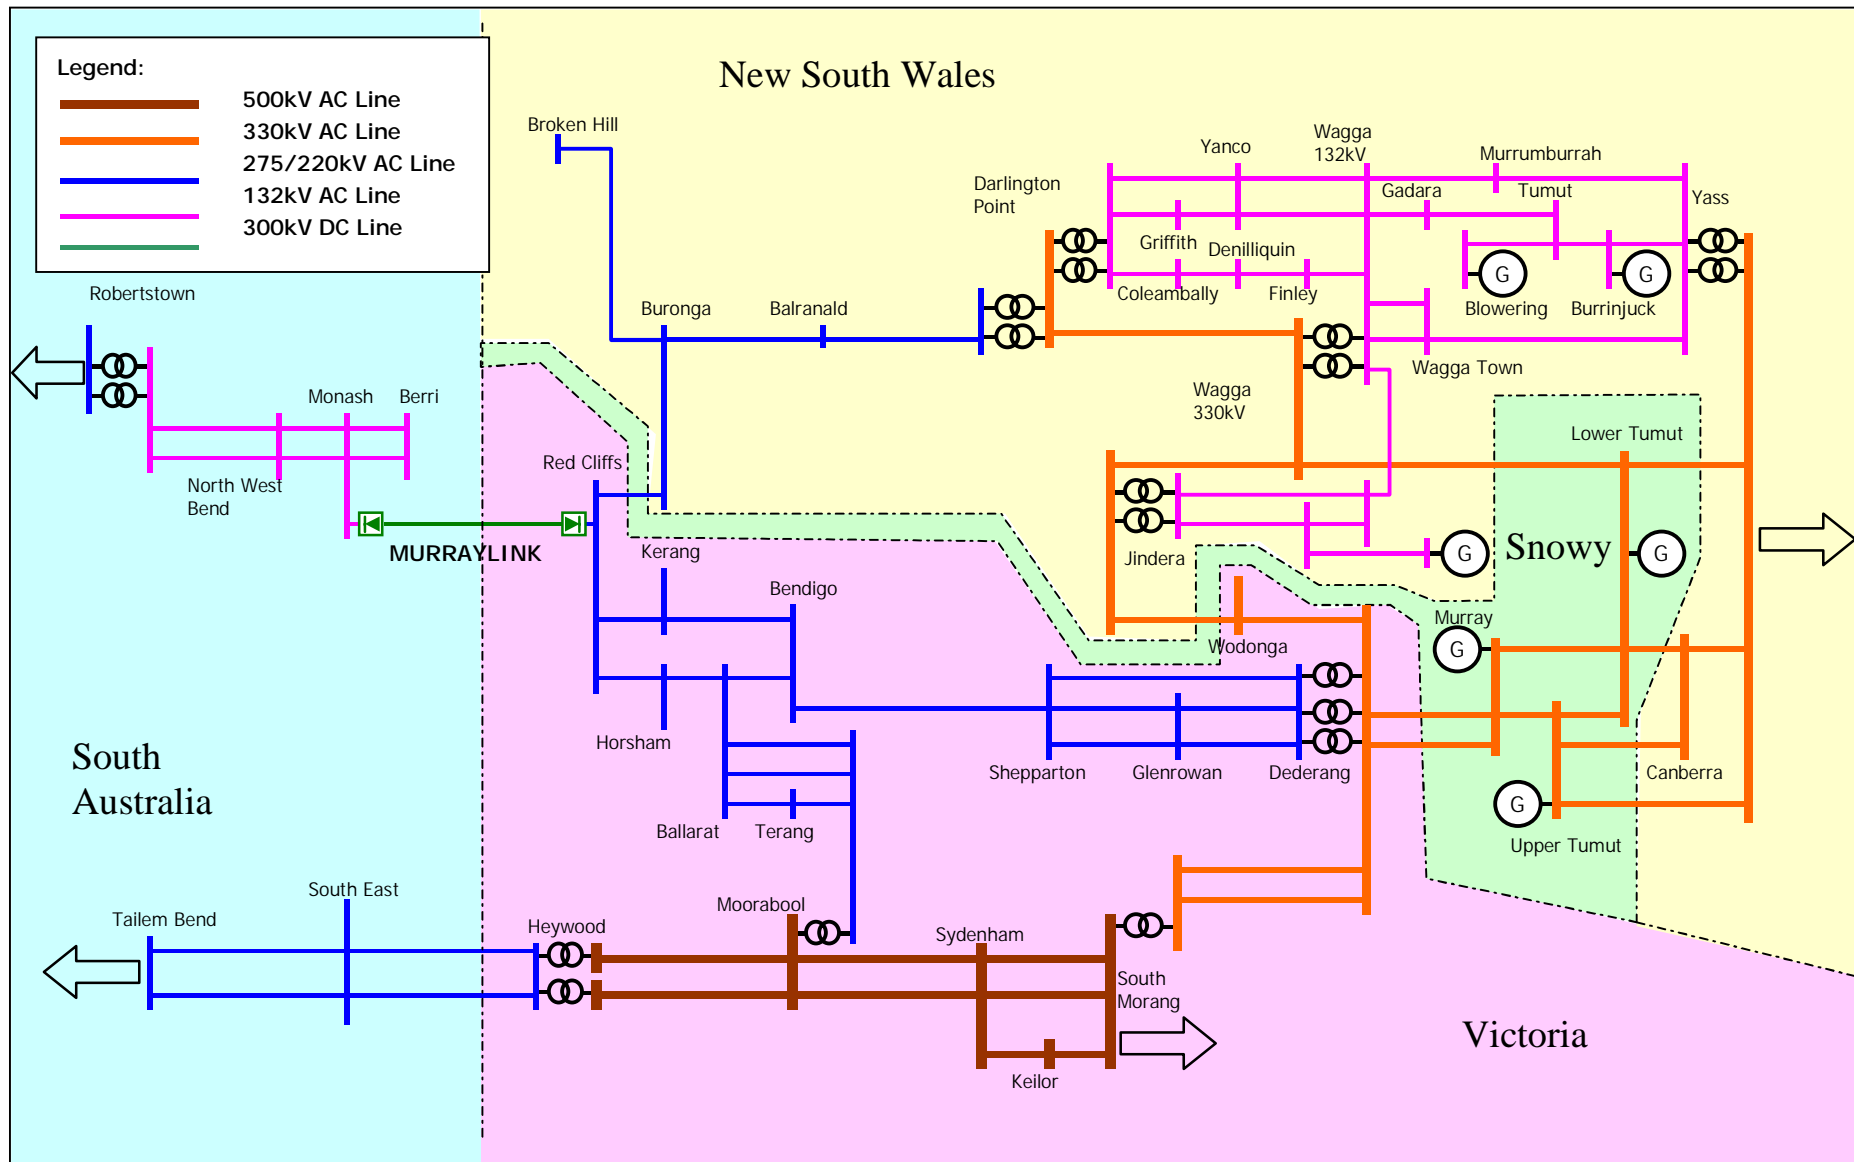 New South Wales
Legend:
500kV AC Line
330kV AC Line
275/220kV AC Line
132kV AC Line
300kV DC Line
Broken Hill
Yanco
Wagga
132kV
Murrumburrah
Darlington
Point
Gadara
Tumut
Yass
Griffith
Denilliquin
Coleambally
Finley
G
Blowering
G
Burrinjuck
Robertstown
Buronga
Balranald
Wagga Town
Wagga
330kV
Monash
Berri
Lower Tumut
Red Cliffs
North West
Bend
MURRAYLINK
Kerang
Jindera
G
Snowy
G
Bendigo
Murray
G
Wodonga
Horsham
Shepparton
Glenrowan
Dederang
Canberra
South
Australia
G
Ballarat
Terang
Upper Tumut
South East
Tailem Bend
Heywood
Moorabool
Sydenham
South
Morang
Victoria
Keilor